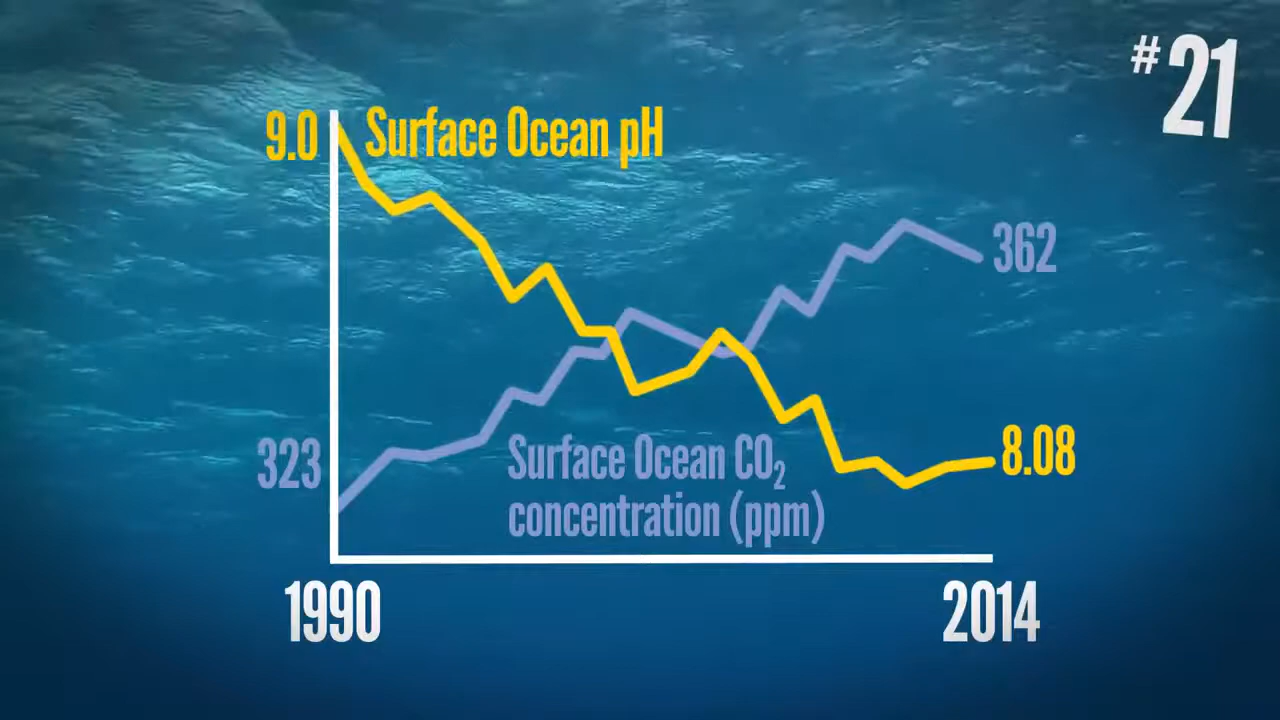 #21
9.0
Surface Ocean pH
362
323
Surface Ocean CO₂
concentration (ppm)
8.08
1990
2014